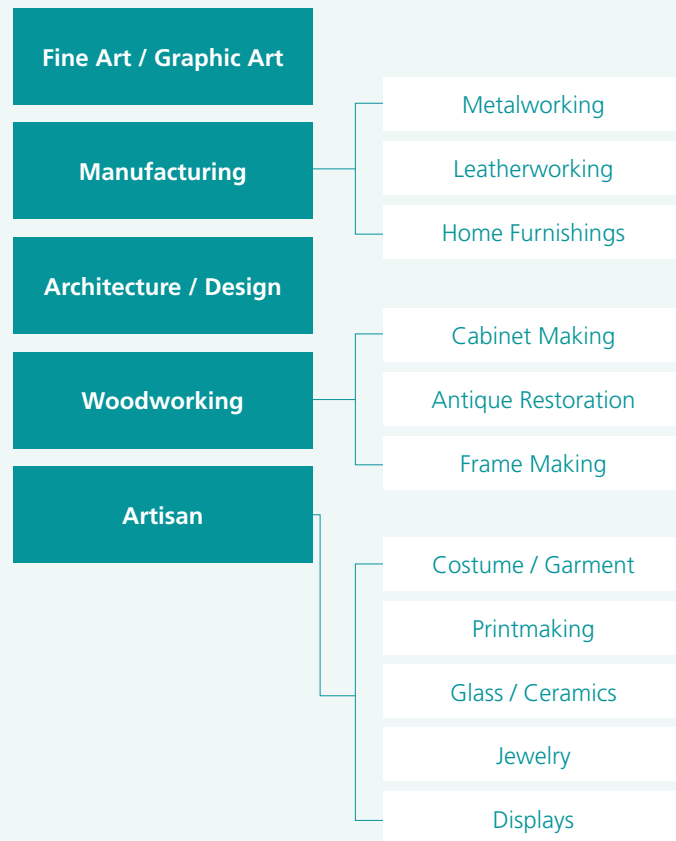 Fine Art / Graphic Art
Manufacturing
Metalworking
Leatherworking
Home Furnishings
Architecture / Design
Woodworking
Cabinet Making
Antique Restoration
Frame Making
Artisan
Costume / Garment
Printmaking
Glass / Ceramics
Jewelry
Displays